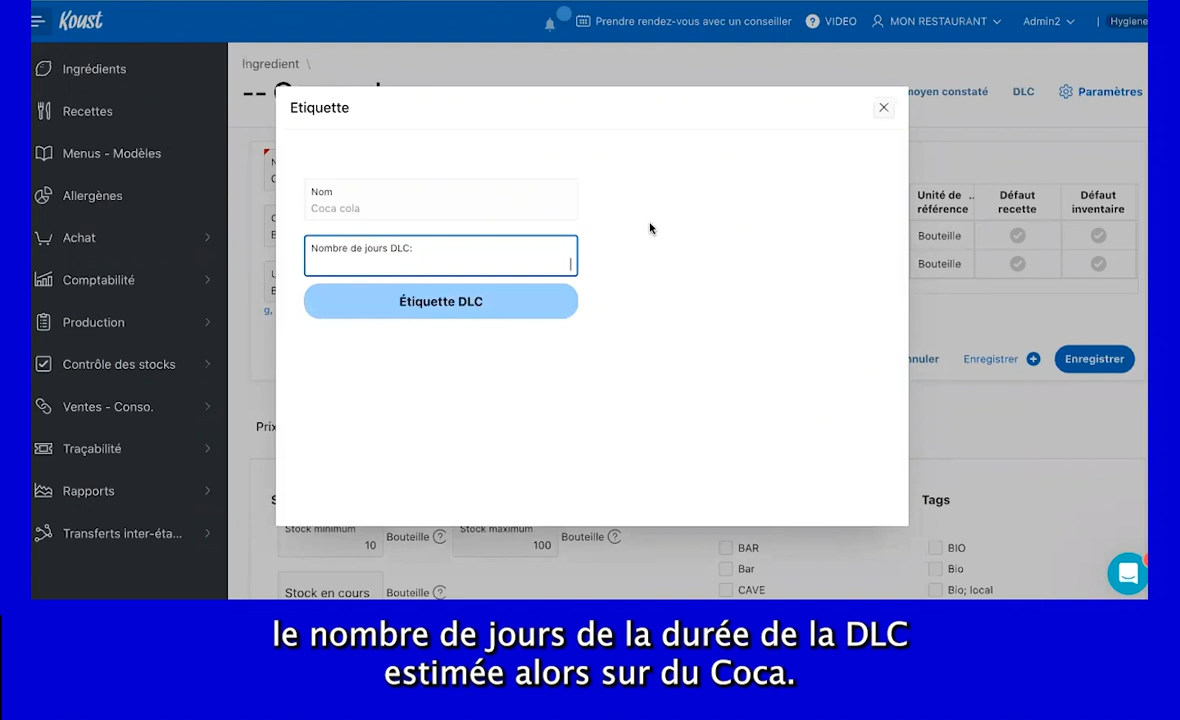 Koust
Prendre rendez-vous avec un conseiller
VIDEO
MON RESTAURANT
Admin2
Hygiene
Ingrédients
Recettes
Menus - Modèles
Allergènes
Achat
Comptabilité
Production
Contrôle des stocks
Ventes - Conso.
Traçabilité
Rapports
Transferts inter-éta...
Ingredient \
moyen constaté
DLC
Paramètres
Etiquette
Nom
Coca cola
Nombre de jours DLC:
Étiquette DLC
Unité de ..
référence
Défaut
recette
Défaut
inventaire
Bouteille
Bouteille
g,
Enregistrer
Enregistrer
Prix
Stock minimum
10
Bouteille
Stock maximum
100
Bouteille
Stock en cours
Bouteille
BAR
Bar
CAVE
Tags
BIO
Bio
Bio; local
le nombre de jours de la durée de la DLC
estimée alors sur du Coca.